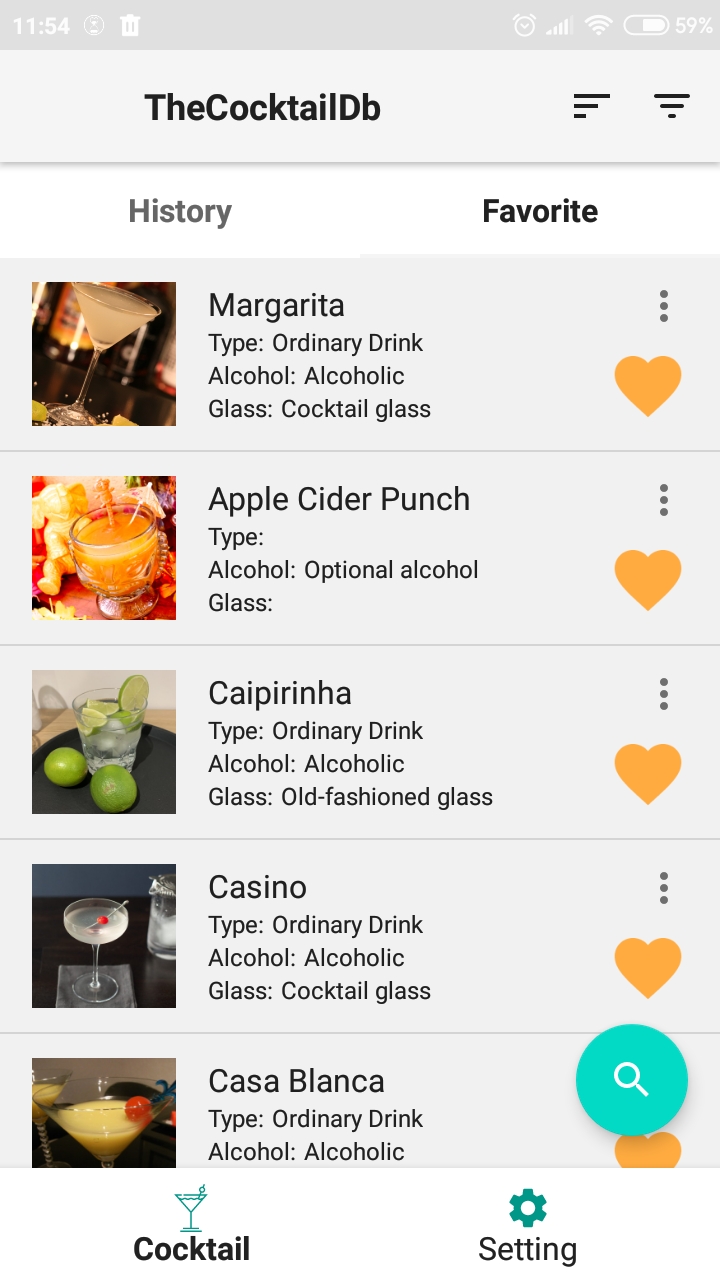 11:54
59%
TheCocktailDb
History
Favorite
Margarita
Type: Ordinary Drink
Alcohol: Alcoholic
Glass: Cocktail glass
Apple Cider Punch
Type:
Alcohol: Optional alcohol
Glass:
Caipirinha
Type: Ordinary Drink
Alcohol: Alcoholic
Glass: Old-fashioned glass
Casino
Type: Ordinary Drink
Alcohol: Alcoholic
Glass: Cocktail glass
Casa Blanca
Type: Ordinary Drink
Alcohol: Alcoholic
Cocktail
Setting